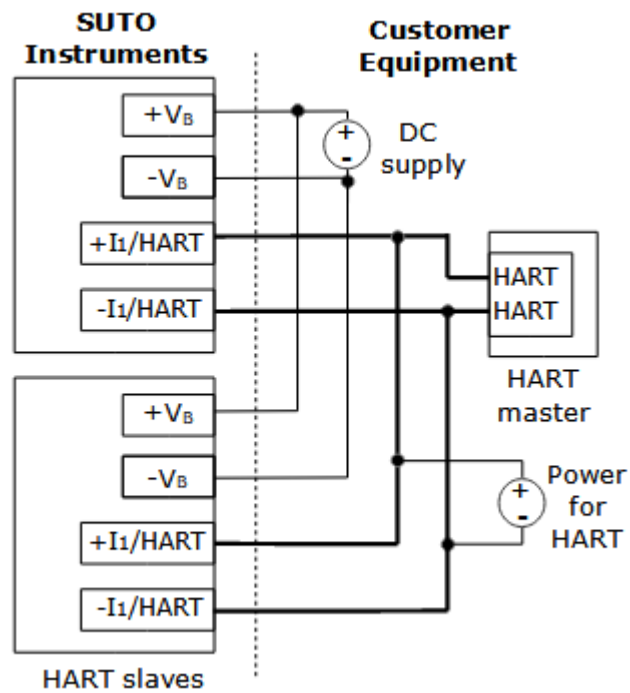 SUTO
Instruments
Customer
Equipment
+VB
-VB
+I1/HART
-I1/HART
+
-
DC
supply
HART
HART
HART
master
+VB
-VB
+I1/HART
-I1/HART
+
-
Power
for
HART
HART slaves